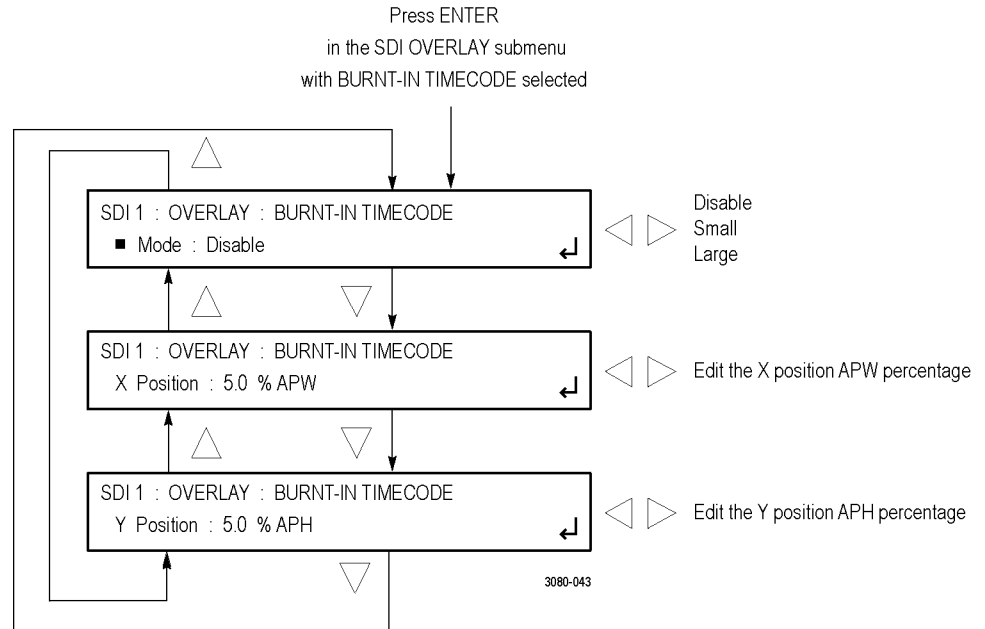 Press ENTER
in the SDI OVERLAY submenu
with BURNT-IN TIMECODE selected
SDI 1 : OVERLAY : BURNT-IN TIMECODE
■ Mode : Disable
Disable
Small
Large
SDI 1 : OVERLAY : BURNT-IN TIMECODE
X Position : 5.0 % APW
Edit the X position APW percentage
SDI 1 : OVERLAY : BURNT-IN TIMECODE
Y Position : 5.0 % APH
Edit the Y position APH percentage
3080-043